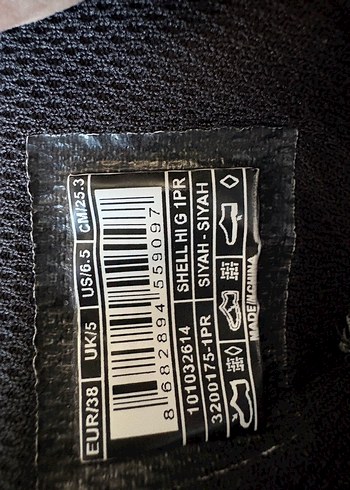 EUR/38 UK/5 US/6.5 CM/25.3
8 682894 559097
101032614 SHELL HI G 1PR
3200175-1PR SIYAH - SIYAH
MADE IN CHINA